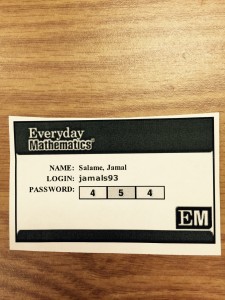 Everyday
Mathematics®
NAME: Salame, Jamal
LOGIN: jamals93
PASSWORD: 4 5 4
EM